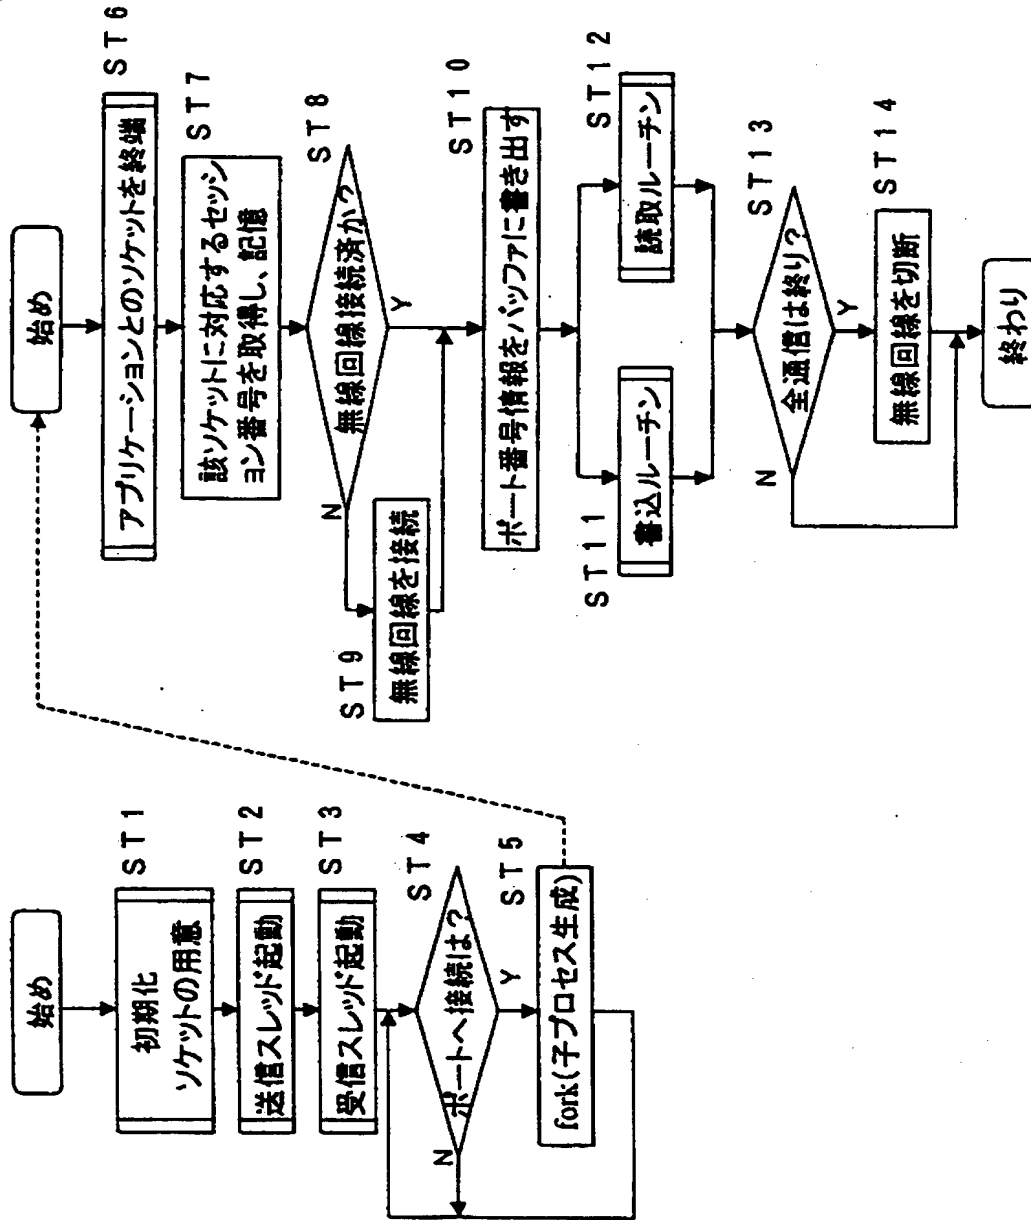 始め
初期化
ソケットの用意
ST1
送信スレッド起動
ST2
受信スレッド起動
ST3
ポートへ接続は?
ST4
N
Y
fork(子プロセス生成)
ST5
始め
アプリケーションとのソケットを終端
ST6
該ソケットに対応するセッシ
ョン番号を取得し、記憶
ST7
無線回線接続済か?
ST8
N
Y
無線回線を接続
ST9
ポート番号情報をバッファに書き出す
ST10
書込ルーチン
ST11
読取ルーチン
ST12
全通信は終り?
ST13
N
Y
無線回線を切断
ST14
終わり